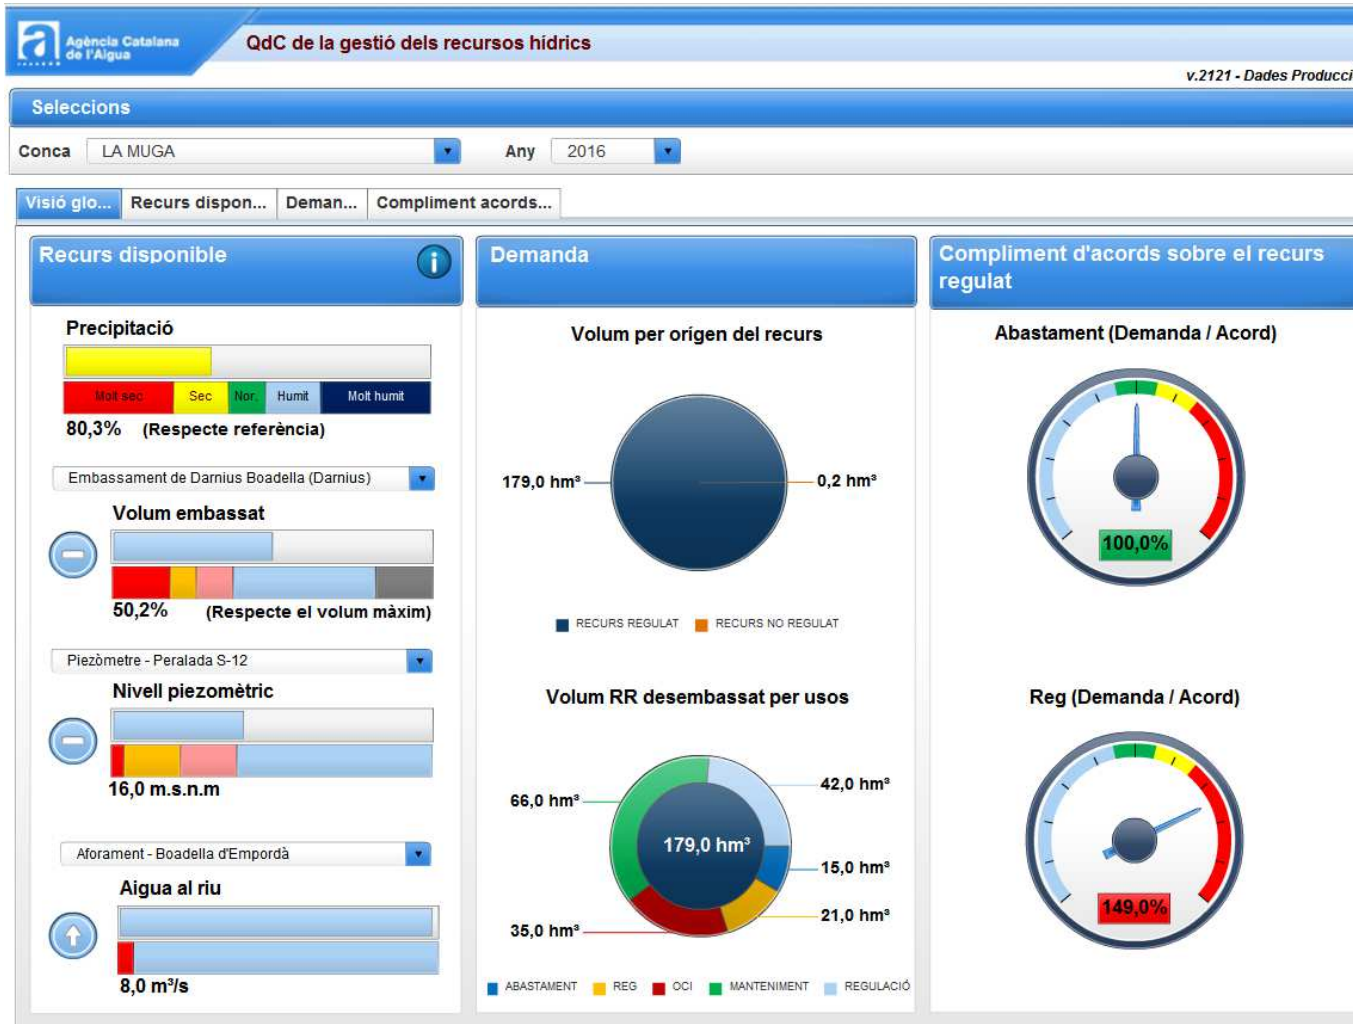 Agència Catalana
de l'Aigua
QdC de la gestió dels recursos hídrics
v.2121 - Dades Producci
Seleccions
Conca LA MUGA Any 2016
Visió glo... Recurs dispon... Deman... Compliment acords...
Recurs disponible
Precipitació
Molt sec Sec Nor. Humit Molt humit
80,3% (Respecte referència)
Embassament de Darnius Boadella (Darnius)
Volum embassat
50,2% (Respecte el volum màxim)
Piezòmetre - Peralada S-12
Nivell piezomètric
16,0 m.s.n.m
Aforament - Boadella d'Empordà
Aigua al riu
8,0 m³/s
Demanda
Volum per orígen del recurs
179,0 hm³ 0,2 hm³
RECURS REGULAT RECURS NO REGULAT
Volum RR desembassat per usos
42,0 hm³
66,0 hm³
179,0 hm³
15,0 hm³
21,0 hm³
35,0 hm³
ABASTAMENT REG OCI MANTENIMENT REGULACIÓ
Compliment d'acords sobre el recurs
regulat
Abastament (Demanda / Acord)
100,0%
Reg (Demanda / Acord)
149,0%